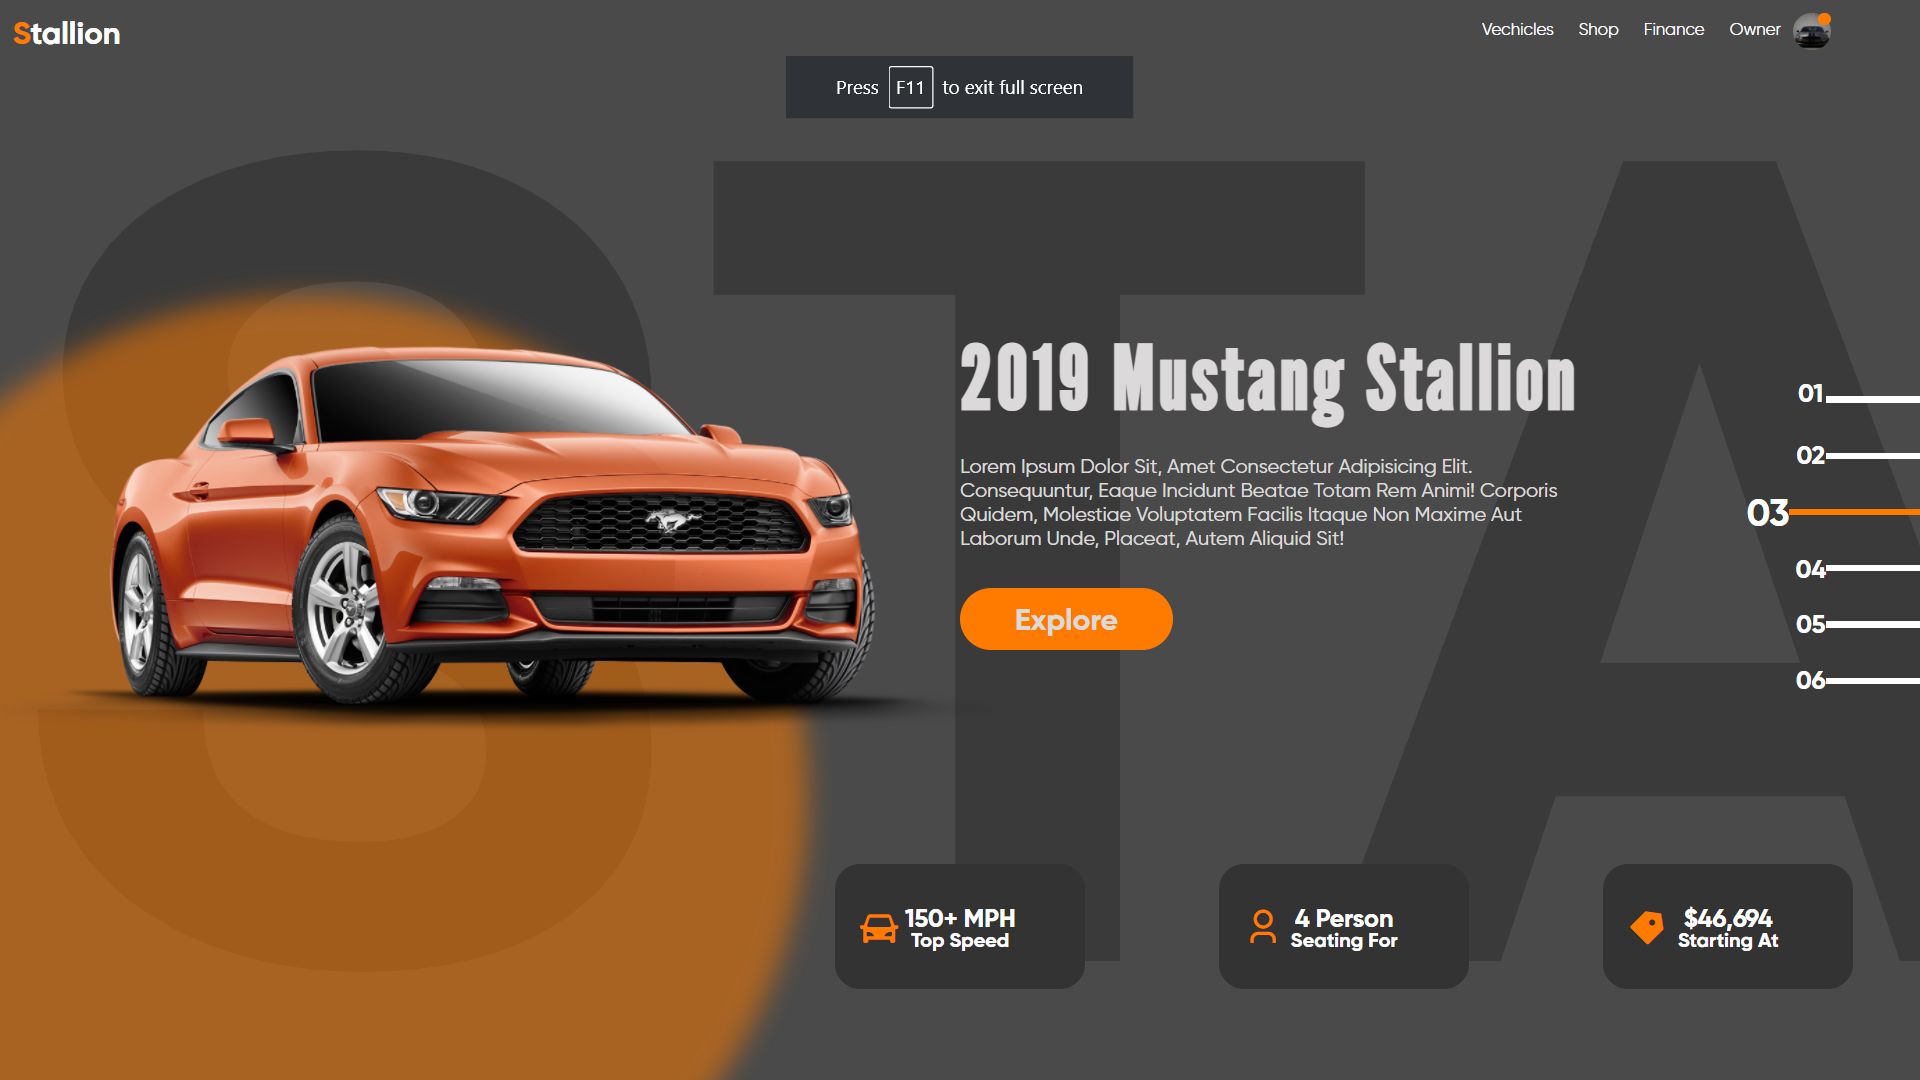 Stallion
Vechicles Shop Finance Owner
Press F11 to exit full screen
STA
2019 Mustang Stallion
Lorem Ipsum Dolor Sit, Amet Consectetur Adipisicing Elit.
Consequuntur, Eaque Incidunt Beatae Totam Rem Animi! Corporis
Quidem, Molestiae Voluptatem Facilis Itaque Non Maxime Aut
Laborum Unde, Placeat, Autem Aliquid Sit!
Explore
01
02
03
04
05
06
150+ MPH
Top Speed
4 Person
Seating For
$46,694
Starting At